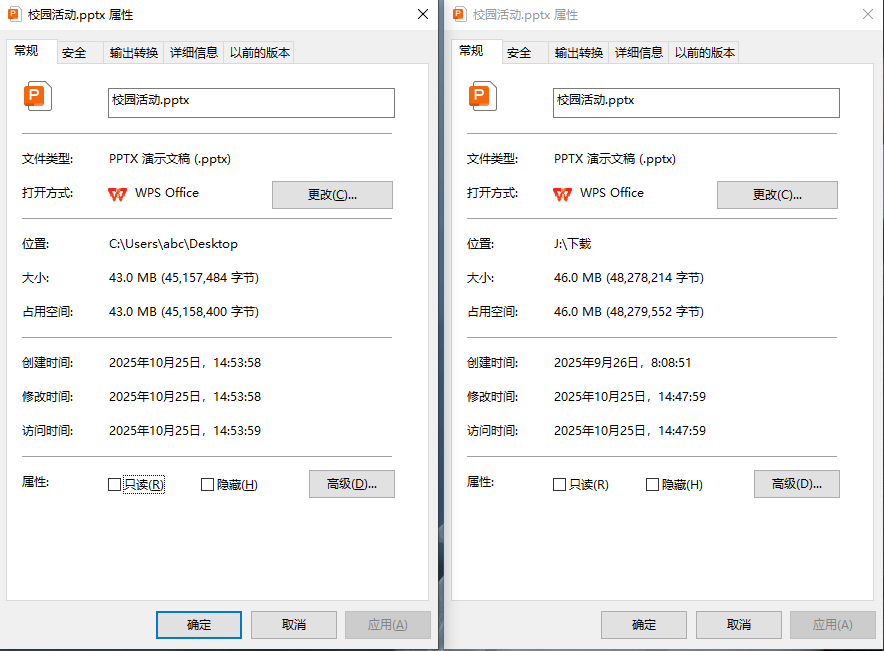 校园活动.pptx 属性
常规 安全 输出转换 详细信息 以前的版本
校园活动.pptx
文件类型: PPTX 演示文稿 (.pptx)
打开方式: WPS Office 更改(C)...
位置: C:\Users\abc\Desktop
大小: 43.0 MB (45,157,484 字节)
占用空间: 43.0 MB (45,158,400 字节)
创建时间: 2025年10月25日，14:53:58
修改时间: 2025年10月25日，14:53:58
访问时间: 2025年10月25日，14:53:59
属性: 只读(R) 隐藏(H) 高级(D)...
确定 取消 应用(A)
校园活动.pptx 属性
常规 安全 输出转换 详细信息 以前的版本
校园活动.pptx
文件类型: PPTX 演示文稿 (.pptx)
打开方式: WPS Office 更改(C)...
位置: J:\下载
大小: 46.0 MB (48,278,214 字节)
占用空间: 46.0 MB (48,279,552 字节)
创建时间: 2025年9月26日，8:08:51
修改时间: 2025年10月25日，14:47:59
访问时间: 2025年10月25日，14:47:59
属性: 只读(R) 隐藏(H) 高级(D)...
确定 取消 应用(A)